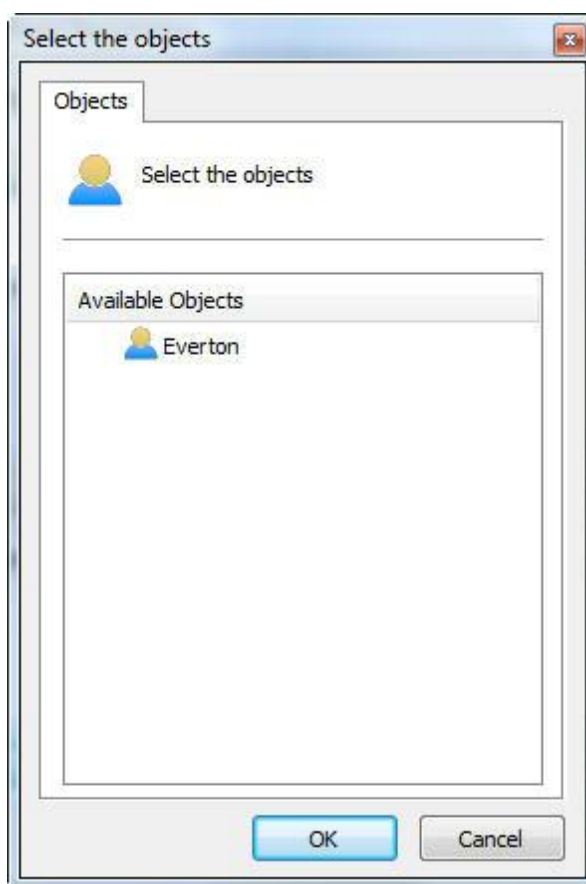 Select the objects
Objects
Select the objects
Available Objects
Everton
OK Cancel